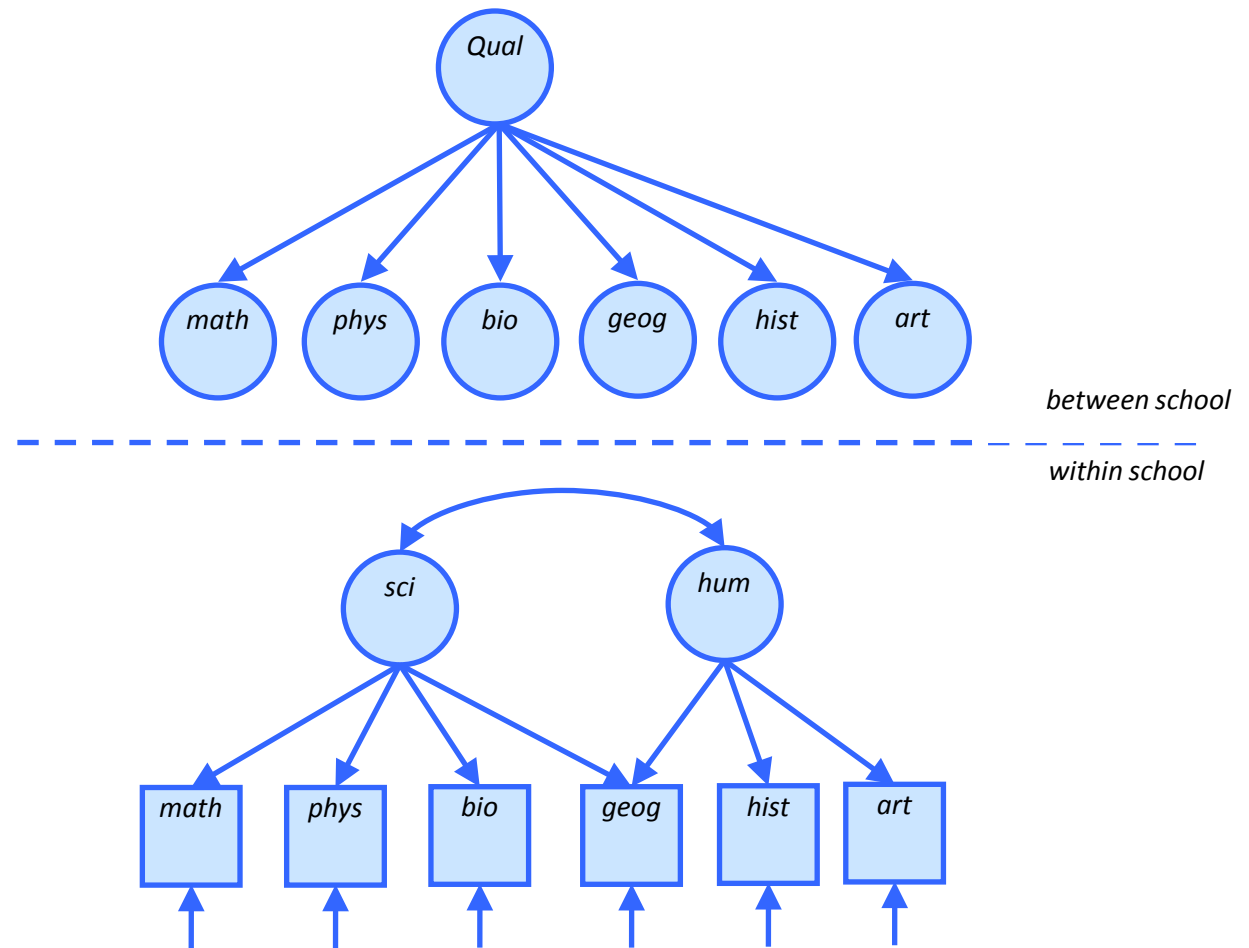 Qual
math
phys
bio
geog
hist
art
between school
within school
sci
hum
math
phys
bio
geog
hist
art